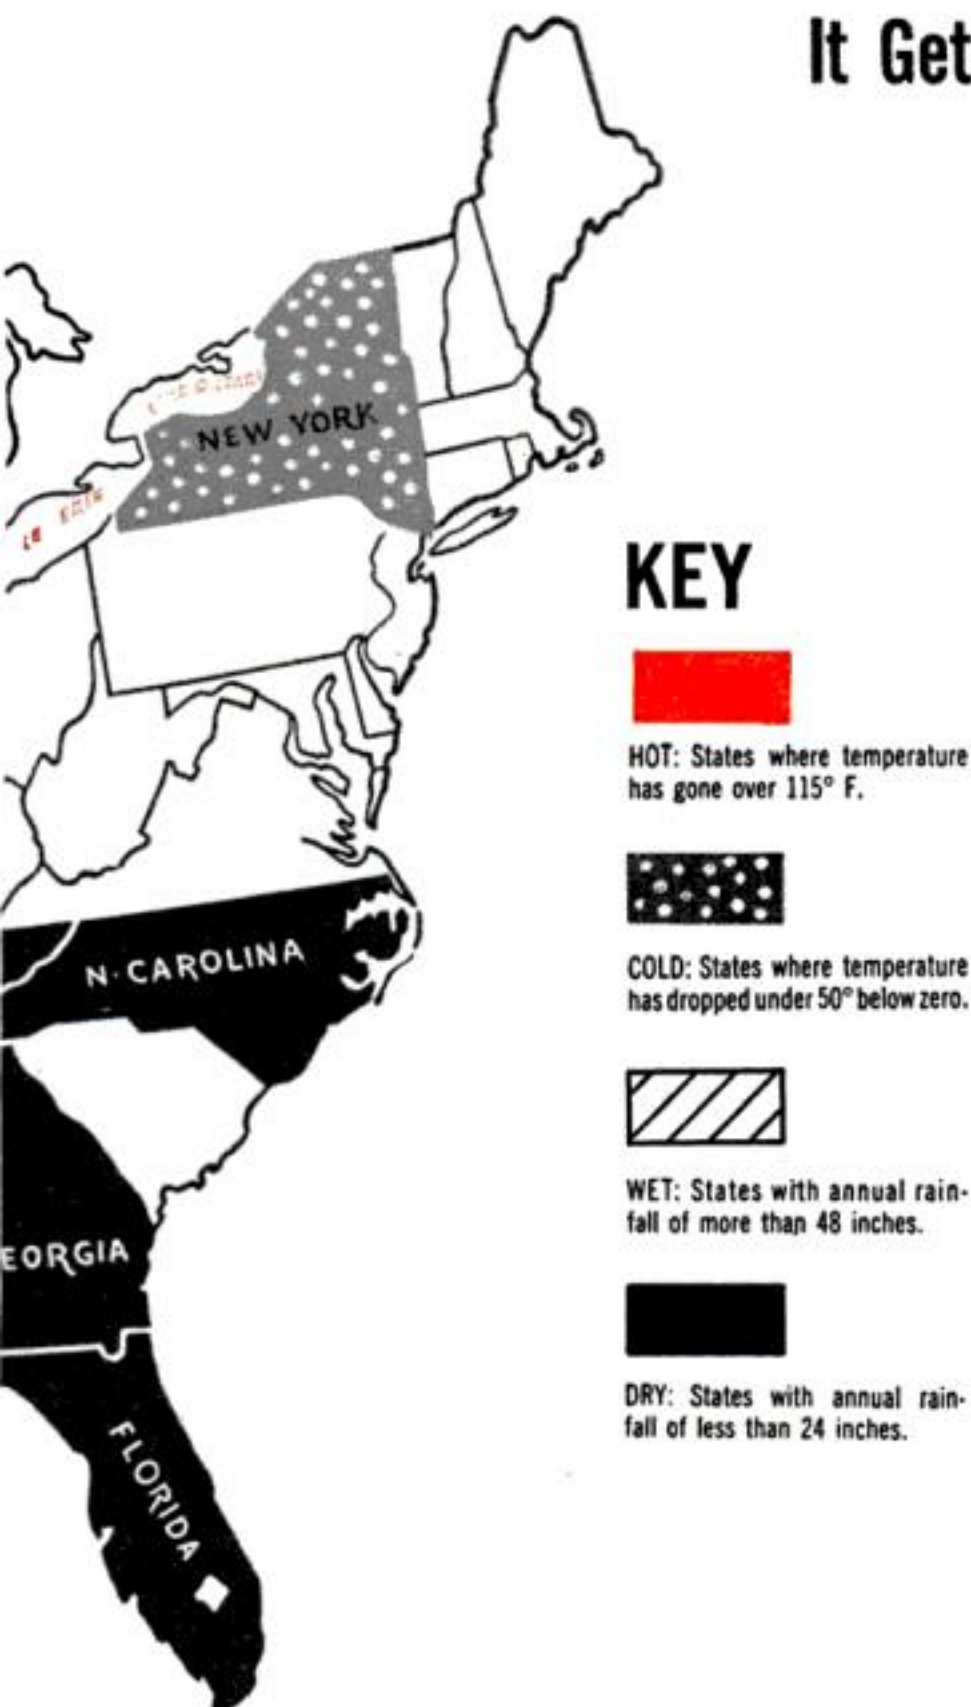 It Get
NEW YORK
ERIE
KEY
HOT: States where temperature
has gone over 115° F.
N. CAROLINA
COLD: States where temperature
has dropped under 50° below zero.
WET: States with annual rain-
fall of more than 48 inches.
EORGIA
DRY: States with annual rain-
fall of less than 24 inches.
FLORIDA